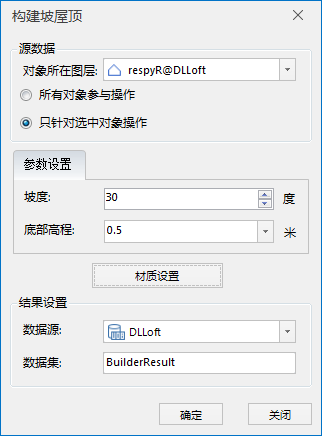 构建坡屋顶
源数据
对象所在图层: respyR@DLLoft
所有对象参与操作
只针对选中对象操作
参数设置
坡度: 30 度
底部高程: 0.5 米
材质设置
结果设置
数据源: DLLoft
数据集: BuilderResult
确定 关闭